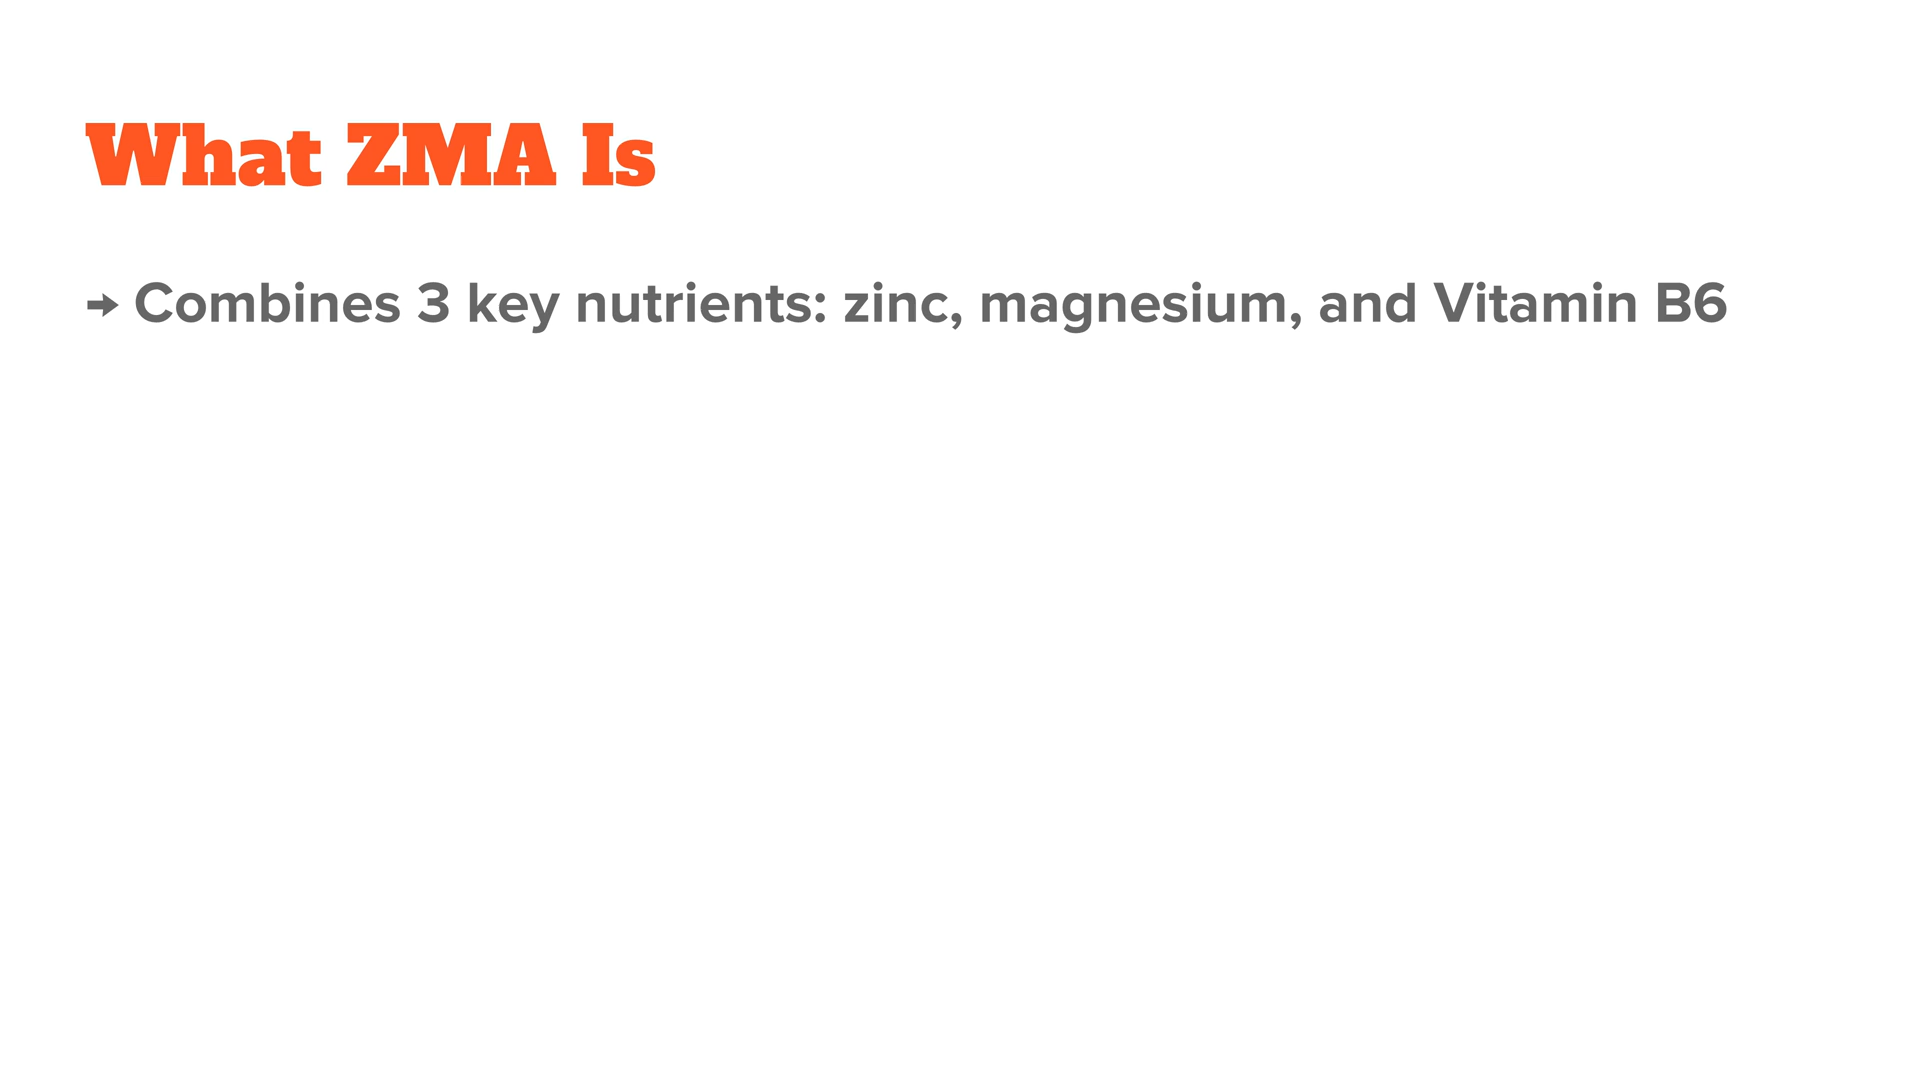 What ZMA Is
➜ Combines 3 key nutrients: zinc, magnesium, and Vitamin B6